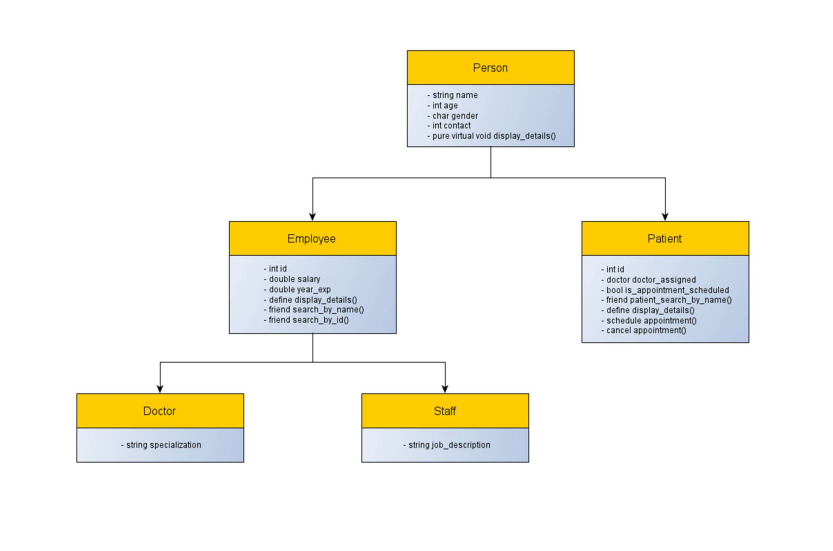 Person
- string name
- int age
- char gender
- int contact
- pure virtual void display_details()
Employee
- int id
- double salary
- double year_exp
- define display_details()
- friend search_by_name()
- friend search_by_id()
Patient
- int id
- doctor doctor_assigned
- bool is_appointment_scheduled
- friend patient_search_by_name()
- define display_details()
- schedule appointment()
- cancel appointment()
Doctor
- string specialization
Staff
- string job_description